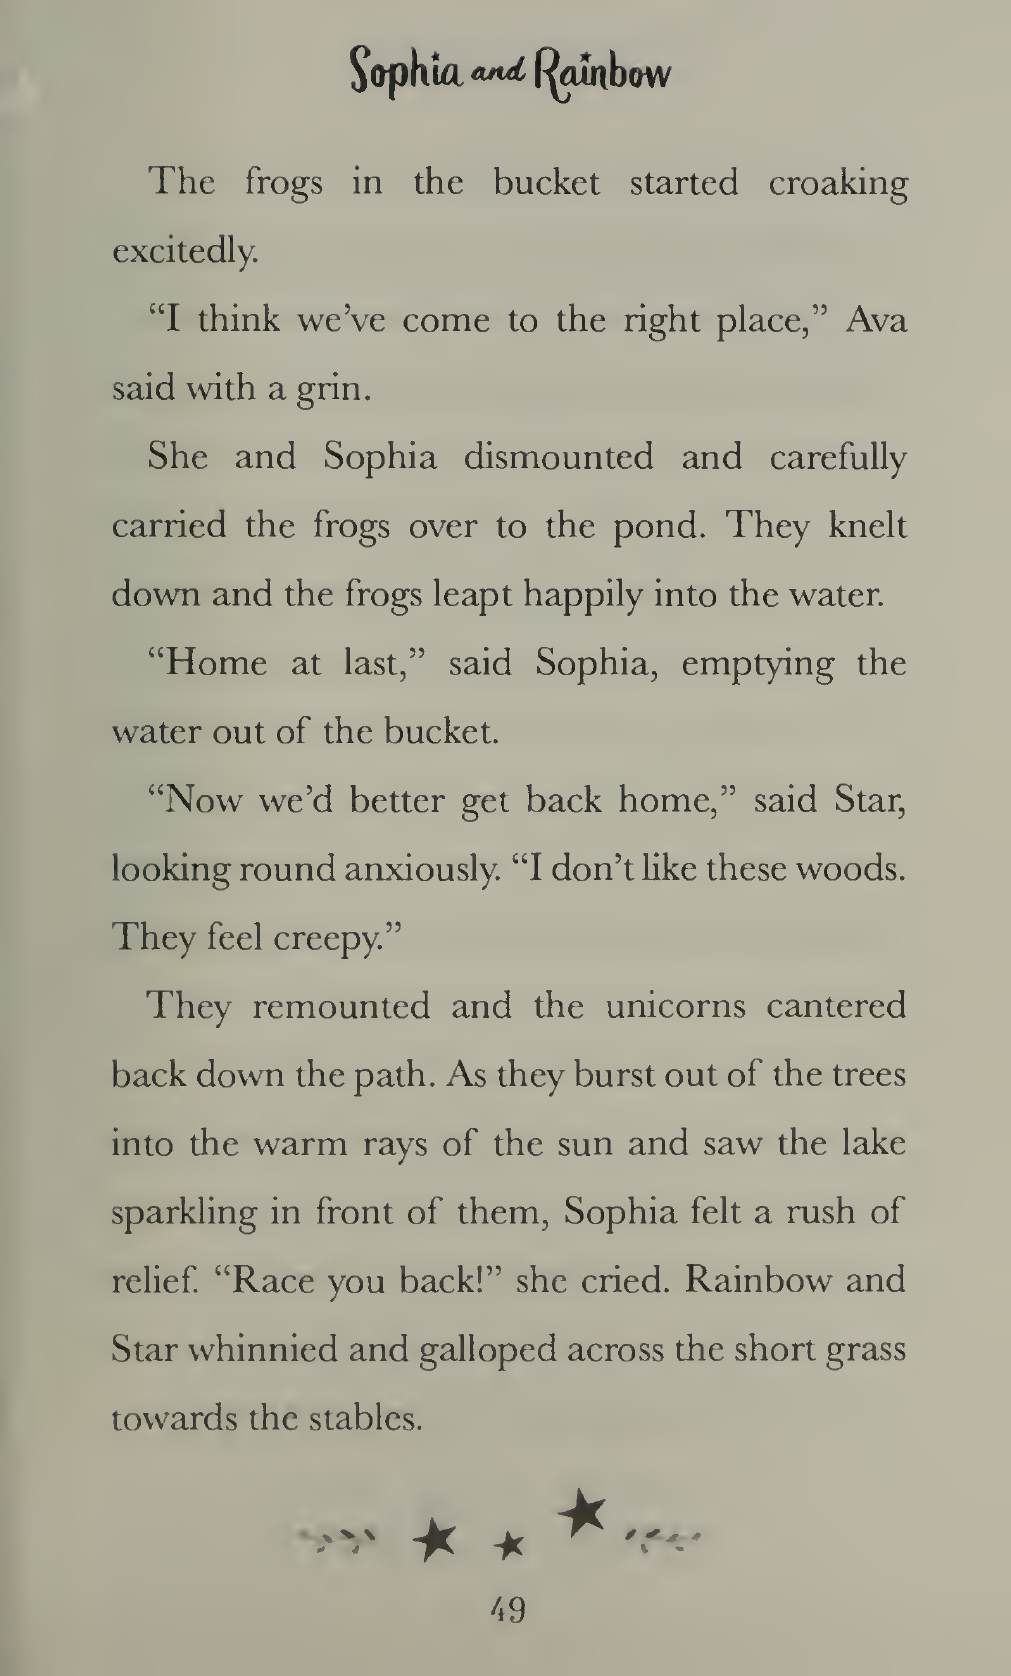 Sophia and Rainbow
The frogs in the bucket started croaking
excitedly.
“I think we’ve come to the right place,” Ava
said with a grin.
She and Sophia dismounted and carefully
carried the frogs over to the pond. They knelt
down and the frogs leapt happily into the water.
“Home at last,” said Sophia, emptying the
water out of the bucket.
“Now we’d better get back home,” said Star,
looking round anxiously. “I don’t like these woods.
They feel creepy.”
They remounted and the unicorns cantered
back down the path. As they burst out of the trees
into the warm rays of the sun and saw the lake
sparkling in front of them, Sophia felt a rush of
relief. “Race you back!” she cried. Rainbow and
Star whinnied and galloped across the short grass
towards the stables.
49